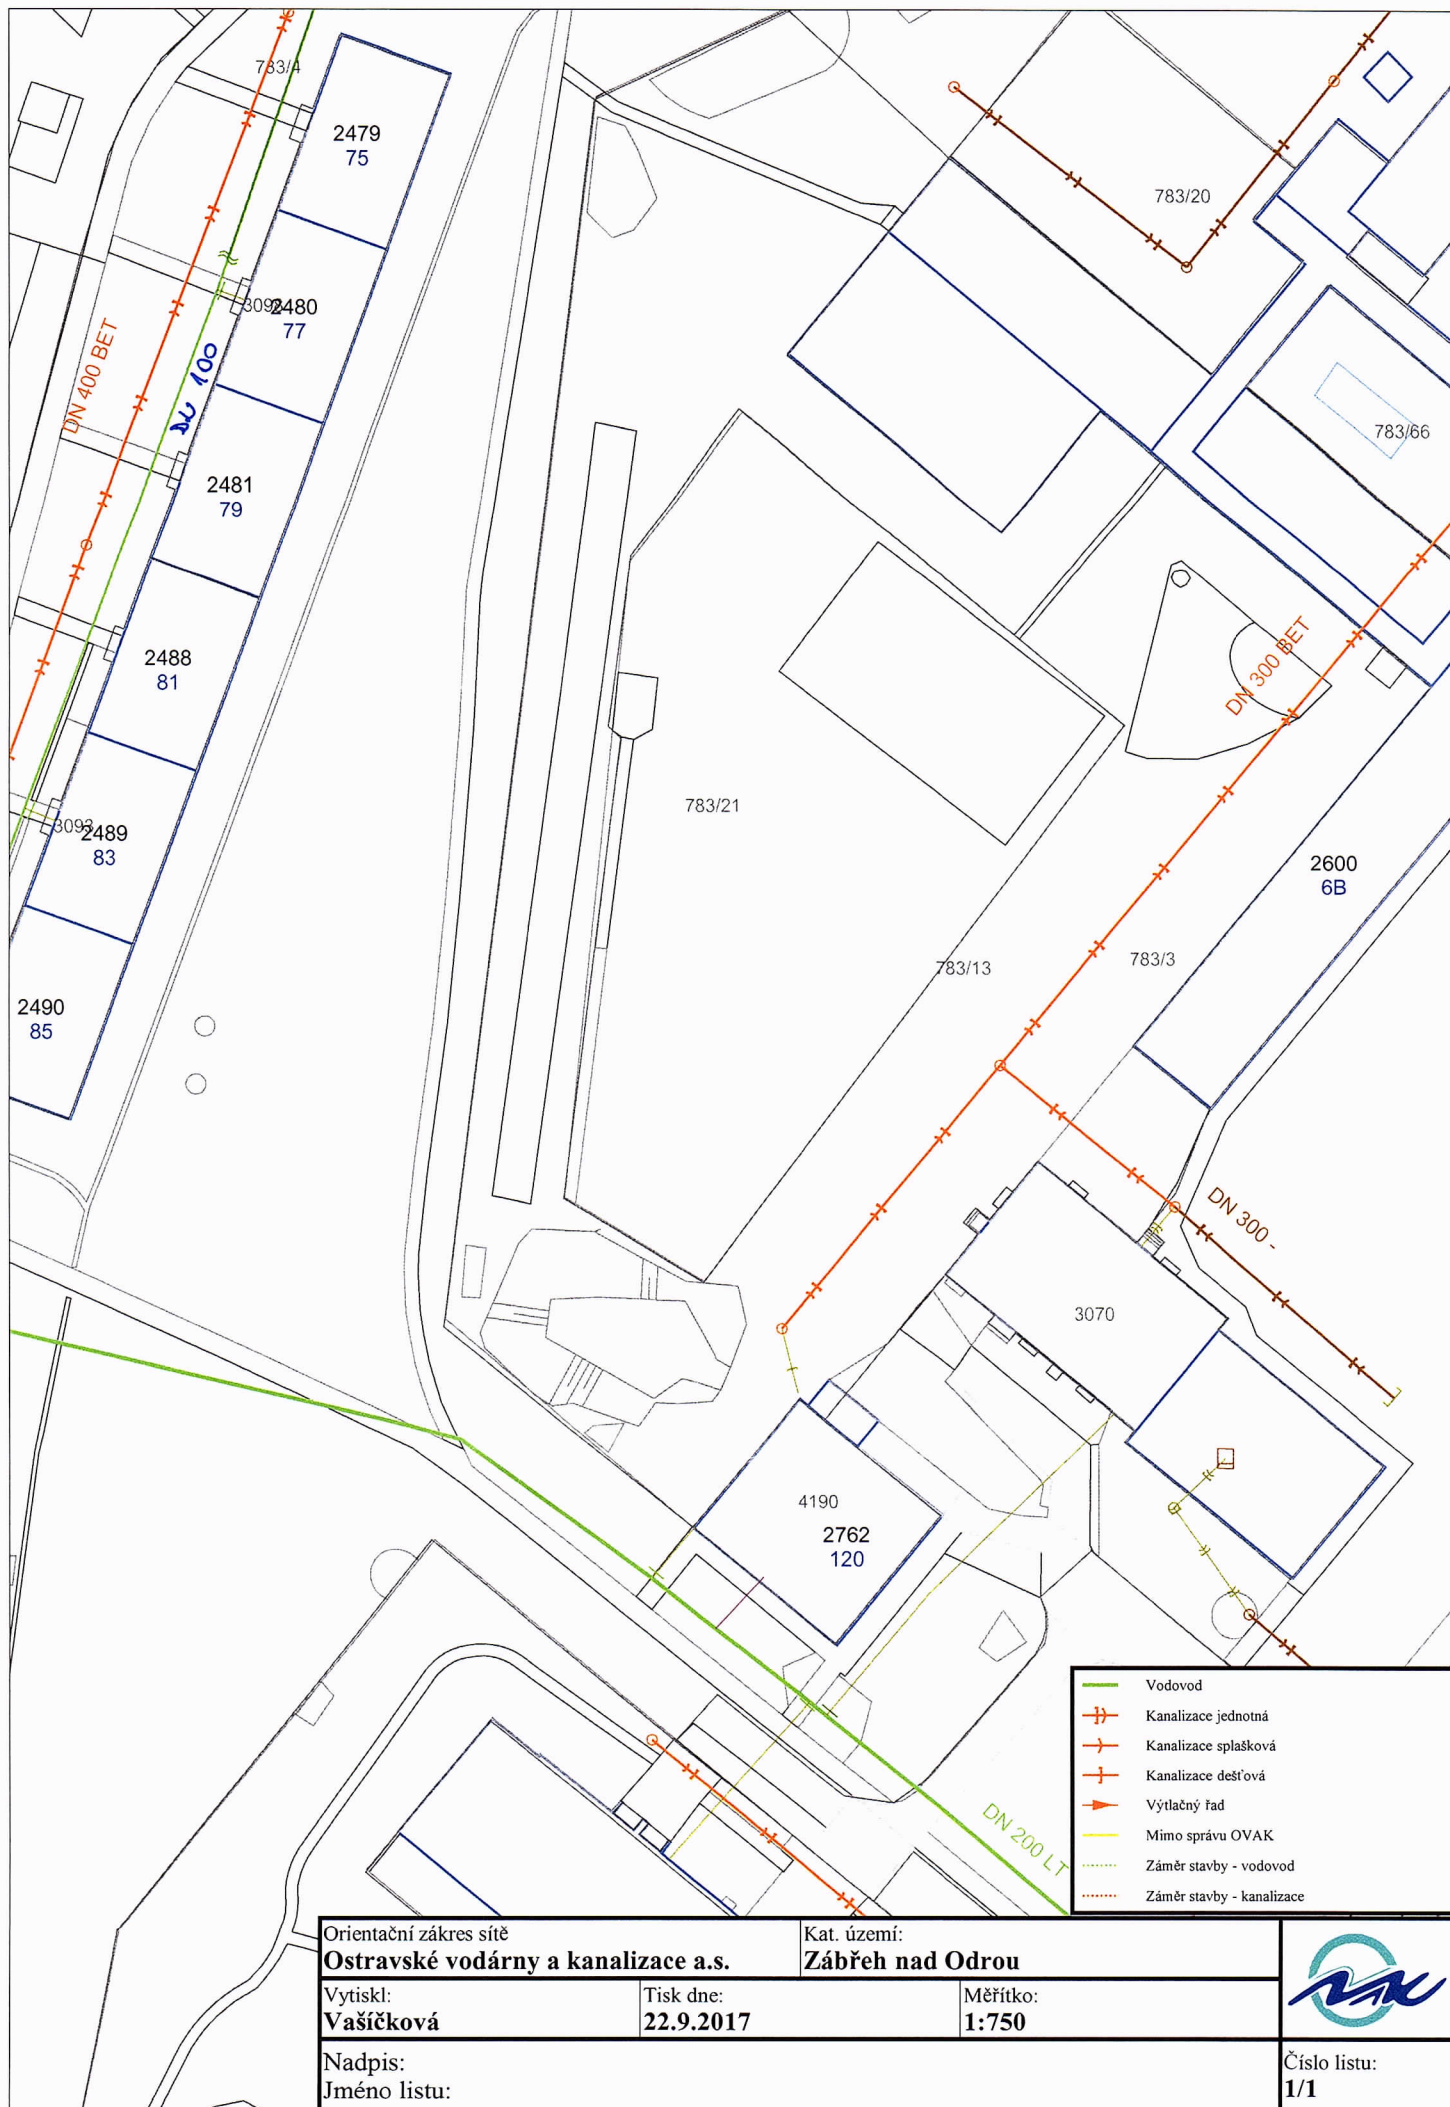 783/4
2479
75
783/20
2480
77
DN 400 BET
DN 100
783/66
2481
79
2488
81
DN 300 BET
783/21
3093
2489
83
2600
6B
783/13
783/3
2490
85
DN 300 -
3070
4190
2762
120
DN 200 LT
Vodovod
Kanalizace jednotná
Kanalizace splašková
Kanalizace dešťová
Výtlačný řad
Mimo správu OVAK
Záměr stavby - vodovod
Záměr stavby - kanalizace
Orientační zákres sítě
Ostravské vodárny a kanalizace a.s.
Kat. území:
Zábřeh nad Odrou
Vytiskl:
Vašíčková
Tisk dne:
22.9.2017
Měřítko:
1:750
Nadpis:
Jméno listu:
Číslo listu:
1/1